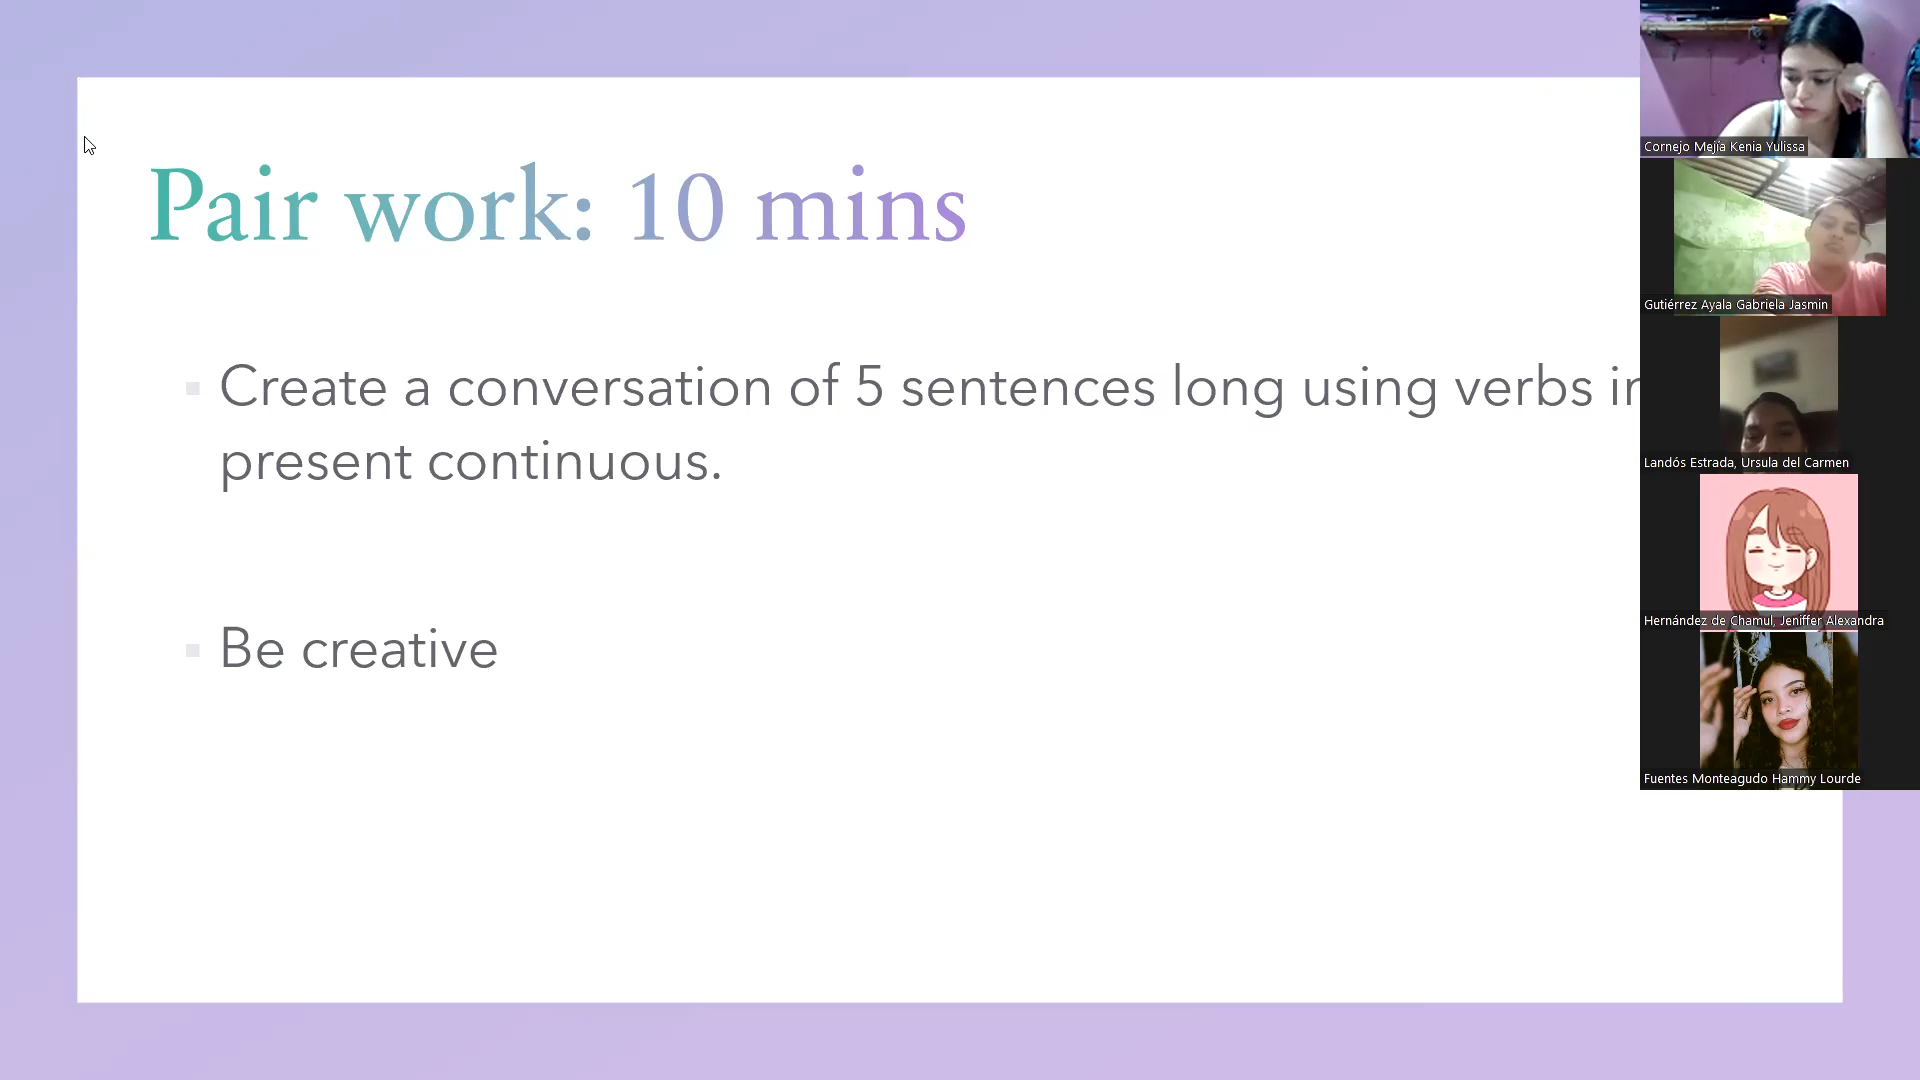 Pair work: 10 mins
Create a conversation of 5 sentences long using verbs in
present continuous.
Be creative
Cornejo Mejía Kenia Yulissa
Gutiérrez Ayala Gabriela Jasmin
Landós Estrada, Ursula del Carmen
Hernández de Chamul, Jeniffer Alexandra
Fuentes Monteagudo Hammy Lourde